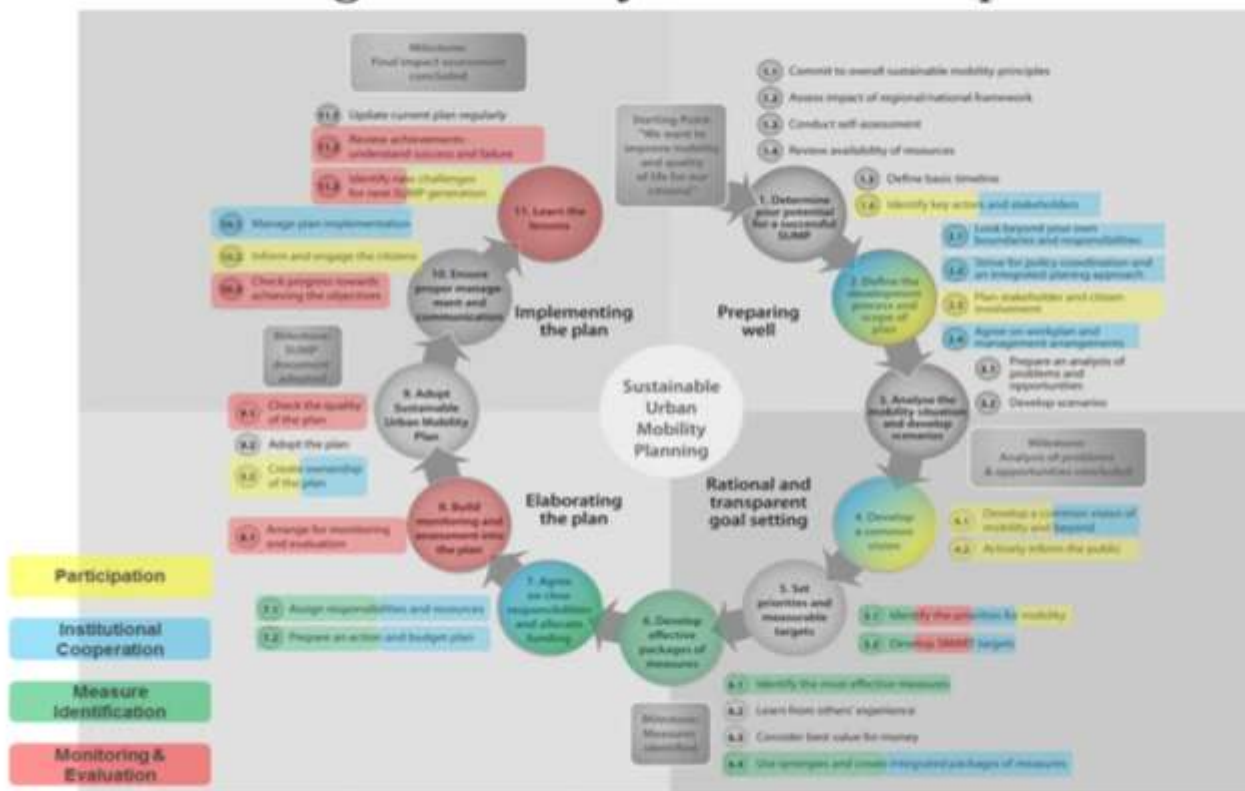 Milestone:
Final impact assessment
concluded
11.1 Update current plan regularly
11.2 Review achievements
understand success and failure
11.3 Identify new challenges
for next SUMP generation
10.1 Manage plan implementation
10.2 Inform and engage the citizens
10.3 Check progress towards
achieving the objectives
Milestone:
SUMP
document
adopted
9.1 Check the quality
of the plan
9.2 Adopt the plan
9.3 Create ownership
of the plan
8.1 Arrange for monitoring
and evaluation
7.1 Assign responsibilities and resources
7.2 Prepare an action and budget plan
Starting Point:
"We want to
improve mobility
and quality
of life for our
citizens!"
1.1 Commit to overall sustainable mobility principles
1.2 Assess impact of regional/national framework
1.3 Conduct self-assessment
1.4 Review availability of resources
1.5 Define basic timeline
1.6 Identify key actors and stakeholders
2.1 Look beyond your own
boundaries and responsibilities
2.2 Strive for policy coordination and
an integrated planing approach
2.3 Plan stakeholder and citizen
involvement
2.4 Agree on workplan and
management arrangements
3.1 Prepare an analysis of
problems and
opportunities
3.2 Develop scenarios
Milestone:
Analysis of problems
& opportunities concluded
4.1 Develop a common vision of
mobility and beyond
4.2 Actively inform the public
5.1 Identify the priorities for mobility
5.2 Develop SMART targets
6.1 Identify the most effective measures
6.2 Learn from others' experience
6.3 Consider best value for money
6.4 Use synergies and create integrated packages of measures
Milestone:
Measures
identified
1. Determine
your potential
for a successful
SUMP
2. Define the
development
process and
scope of
plan
3. Analyse the
mobility situation
and develop
scenarios
4. Develop
a common
vision
5. Set
priorities and
measurable
targets
6. Develop
effective
packages of
measures
7. Agree
on clear
responsibilities
and allocate
funding
8. Build
monitoring and
assessment into
the plan
9. Adopt
Sustainable
Urban Mobility
Plan
10. Ensure
proper manage
ment and
communication
11. Learn the
lessons
Implementing
the plan
Preparing
well
Sustainable
Urban
Mobility
Planning
Elaborating
the plan
Rational and
transparent
goal setting
Participation
Institutional
Cooperation
Measure
Identification
Monitoring &
Evaluation